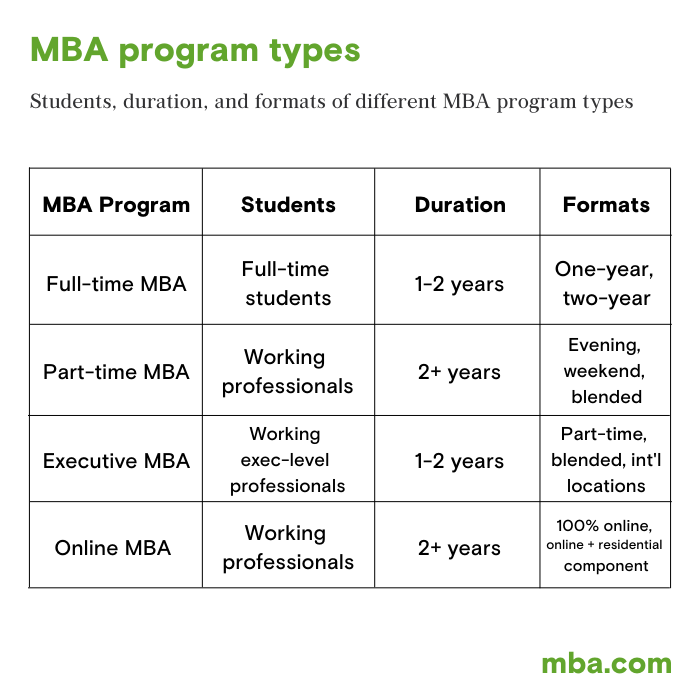 MBA program types
Students, duration, and formats of different MBA program types
MBA Program
Students
Duration
Formats
Full-time MBA
Full-time
students
1-2 years
One-year,
two-year
Part-time MBA
Working
professionals
2+ years
Evening,
weekend,
blended
Executive MBA
Working
exec-level
professionals
1-2 years
Part-time,
blended, int'l
locations
Online MBA
Working
professionals
2+ years
100% online,
online + residential
component
mba.com